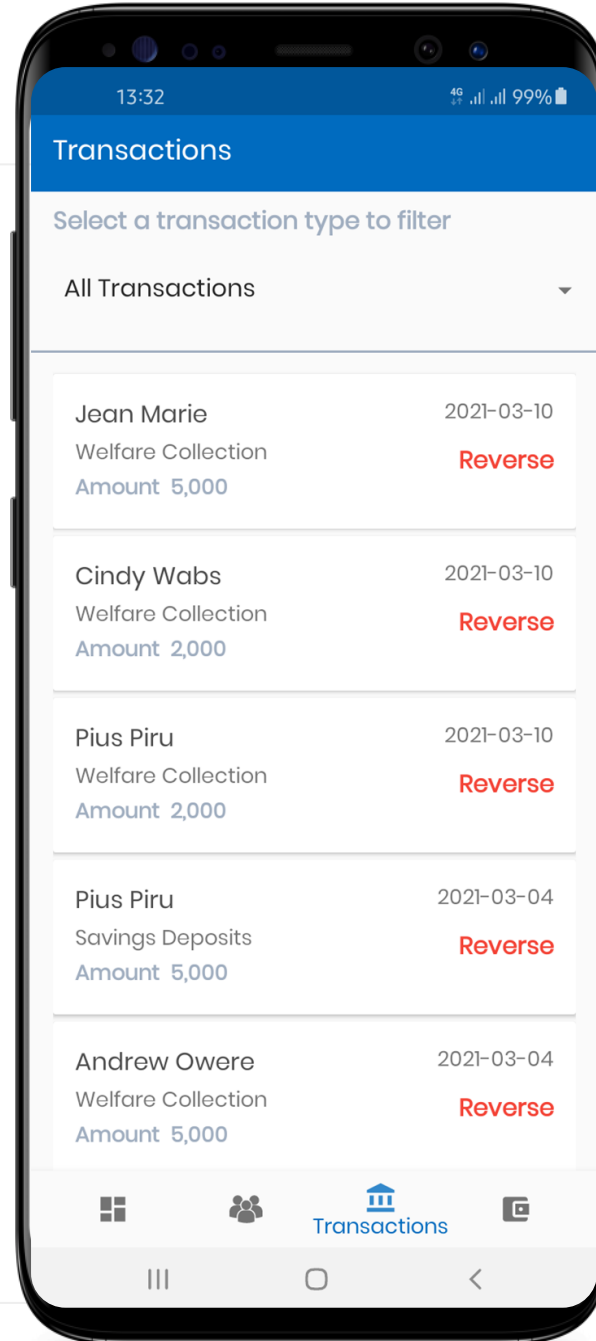 13:32 4G 99%
Transactions
Select a transaction type to filter
All Transactions
Jean Marie 2021-03-10
Welfare Collection Reverse
Amount 5,000
Cindy Wabs 2021-03-10
Welfare Collection Reverse
Amount 2,000
Pius Piru 2021-03-10
Welfare Collection Reverse
Amount 2,000
Pius Piru 2021-03-04
Savings Deposits Reverse
Amount 5,000
Andrew Owere 2021-03-04
Welfare Collection Reverse
Amount 5,000
Transactions